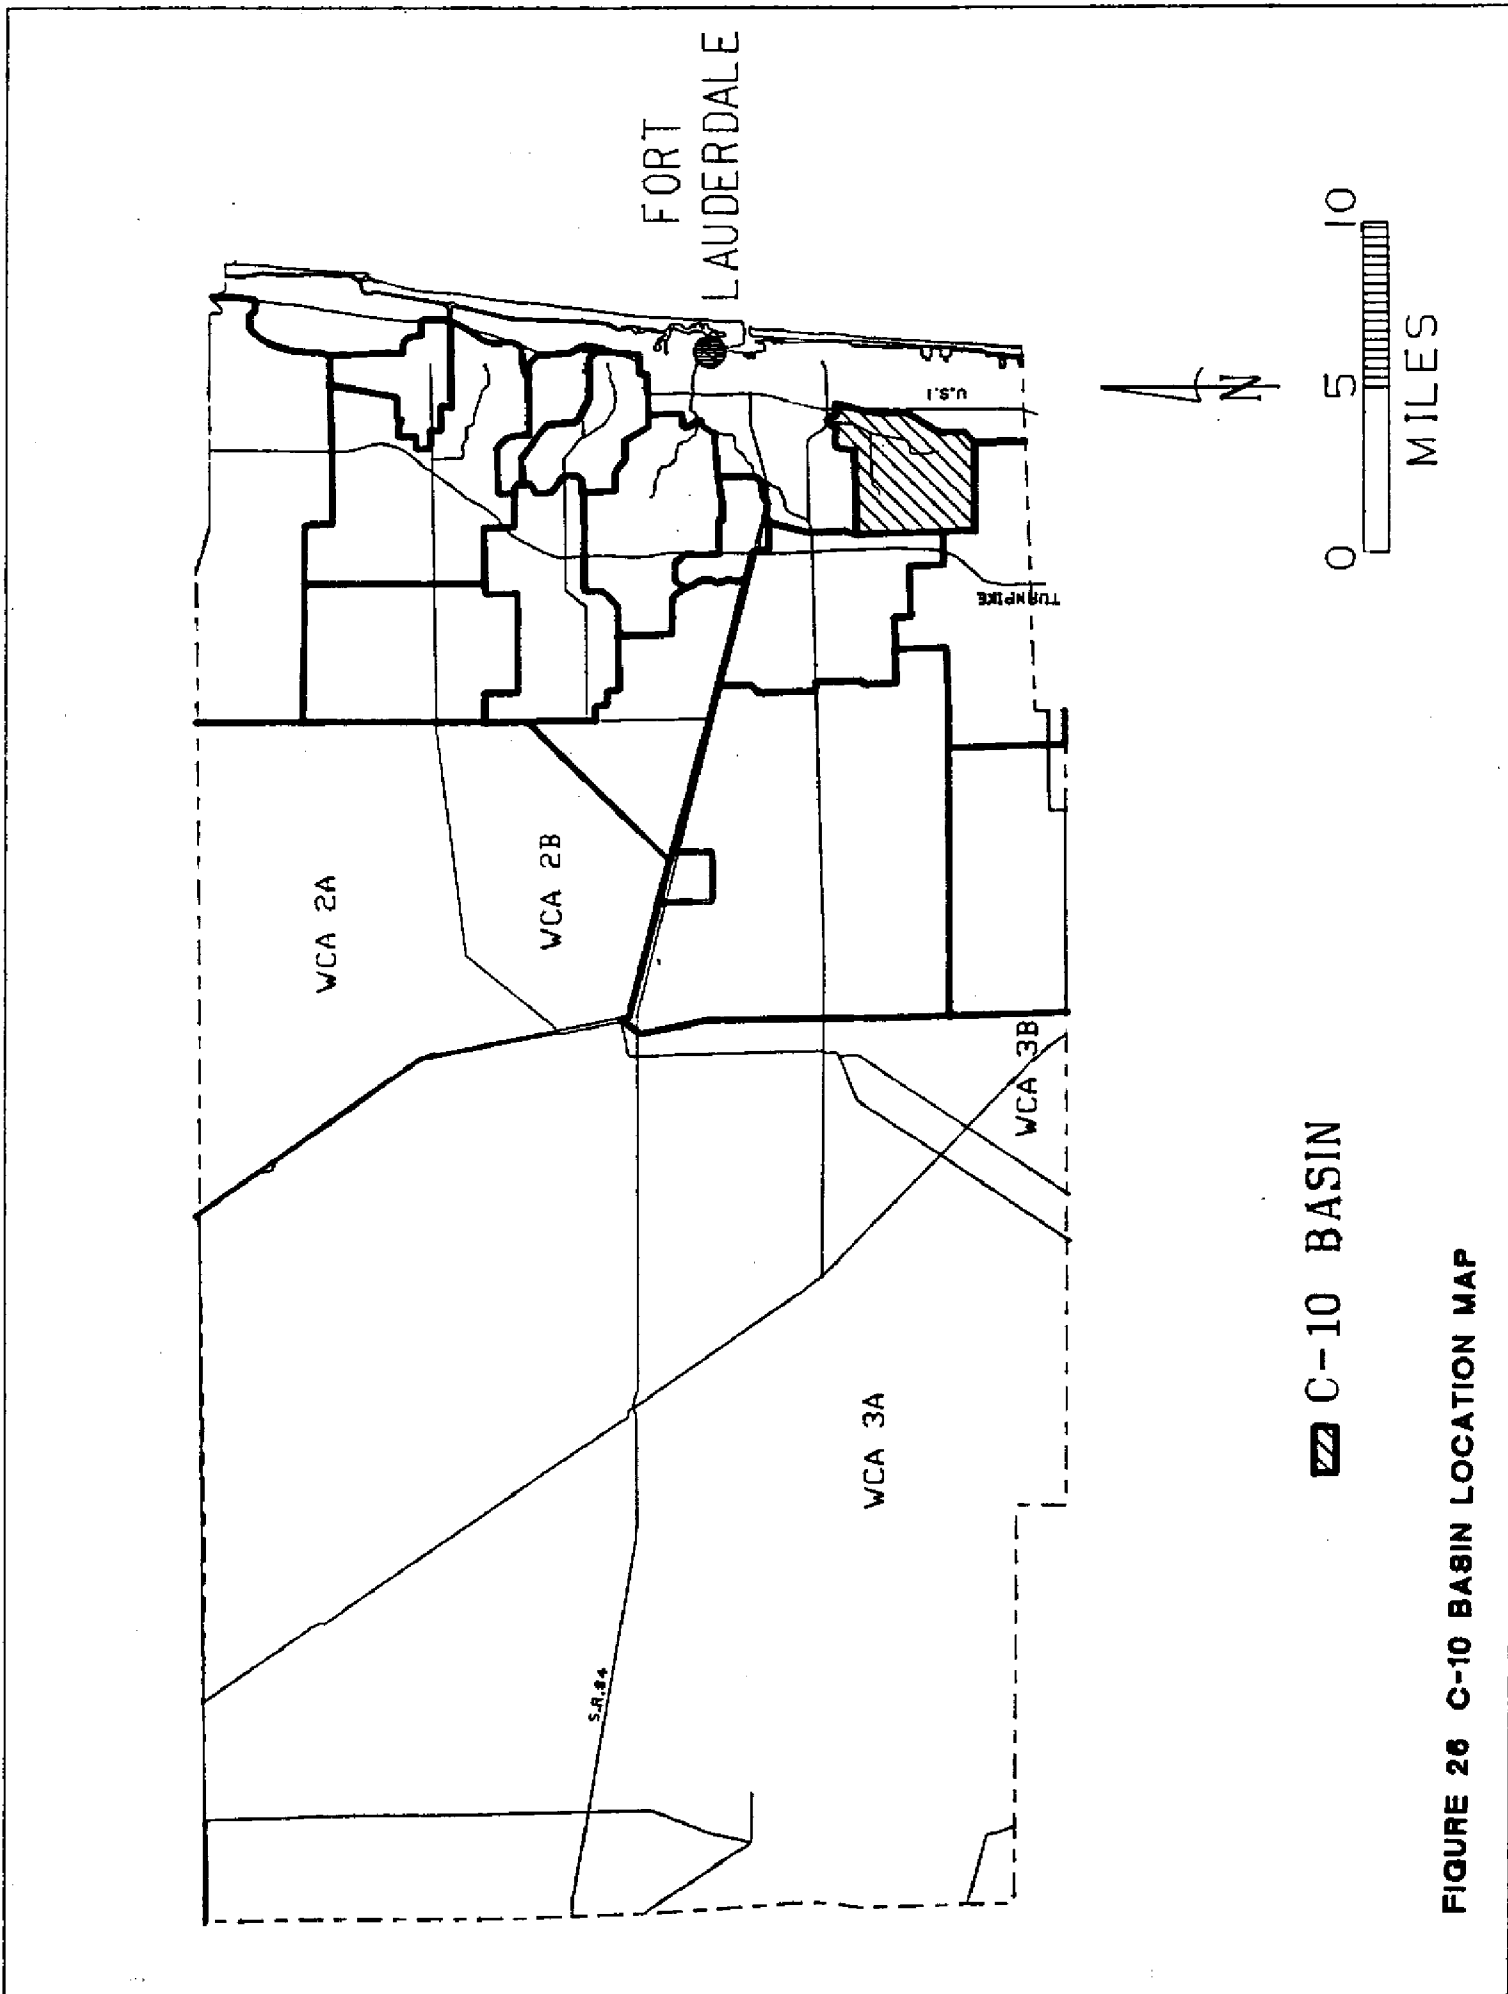 FORT
LAUDERDALE
WCA 2A
WCA 2B
U.S.1
TURNPIKE
S.R.84
WCA 3A
WCA 3B
N
0 5 10
MILES
C-10 BASIN
FIGURE 26 C-10 BASIN LOCATION MAP